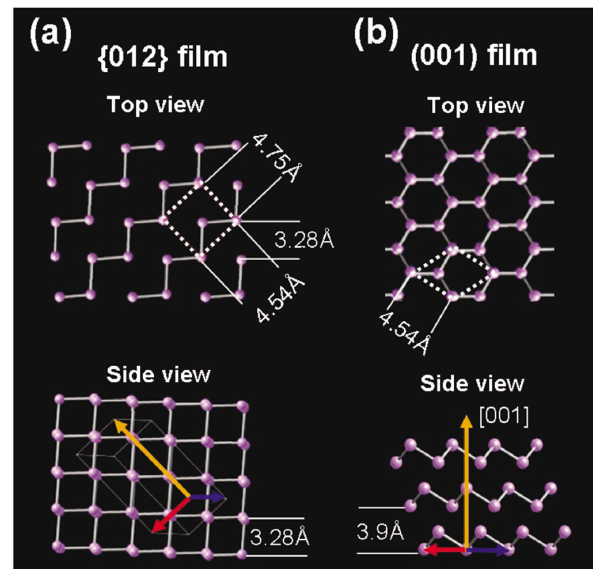 (a)
{012} film
Top view
4.75Å
3.28Å
4.54Å
Side view
3.28Å
(b)
(001) film
Top view
4.54Å
Side view
[001]
3.9Å